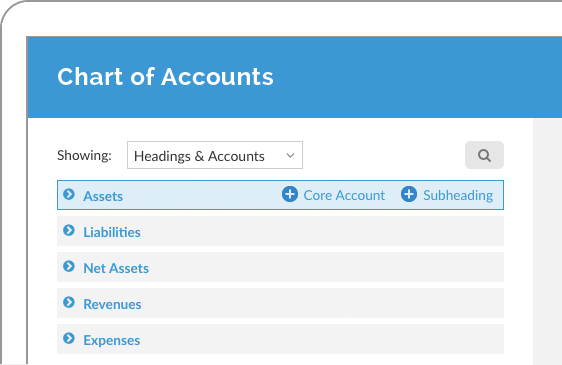 Chart of Accounts
Showing: Headings & Accounts
Assets Core Account Subheading
Liabilities
Net Assets
Revenues
Expenses